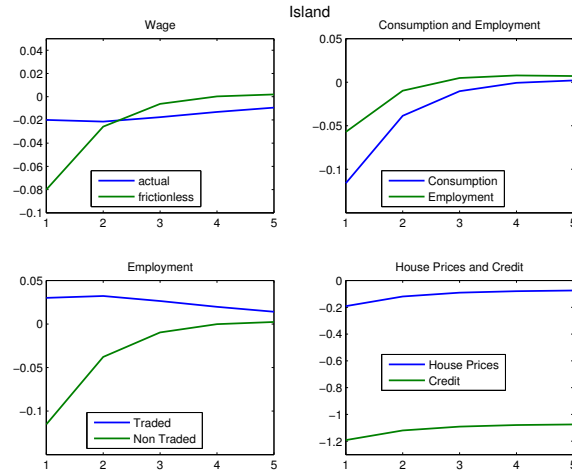 Island
Wage
0.04
0.02
0
−0.02
−0.04
−0.06
−0.08
−0.1
1 2 3 4 5
actual
frictionless
Consumption and Employment
0.05
0
−0.05
−0.1
1 2 3 4 5
Consumption
Employment
Employment
0.05
0
−0.05
−0.1
1 2 3 4 5
Traded
Non Traded
House Prices and Credit
0
−0.2
−0.4
−0.6
−0.8
−1
−1.2
1 2 3 4 5
House Prices
Credit